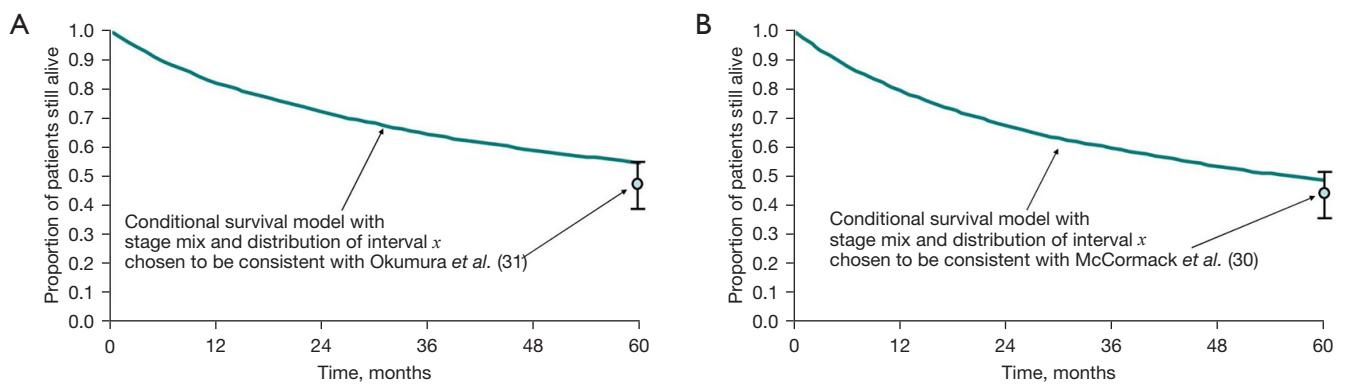 A
Proportion of patients still alive
1.0
0.9
0.8
0.7
0.6
0.5
0.4
0.3
0.2
0.1
0.0
Conditional survival model with
stage mix and distribution of interval x
chosen to be consistent with Okumura et al. (31)
0 12 24 36 48 60
Time, months
B
Proportion of patients still alive
1.0
0.9
0.8
0.7
0.6
0.5
0.4
0.3
0.2
0.1
0.0
Conditional survival model with
stage mix and distribution of interval x
chosen to be consistent with McCormack et al. (30)
0 12 24 36 48 60
Time, months